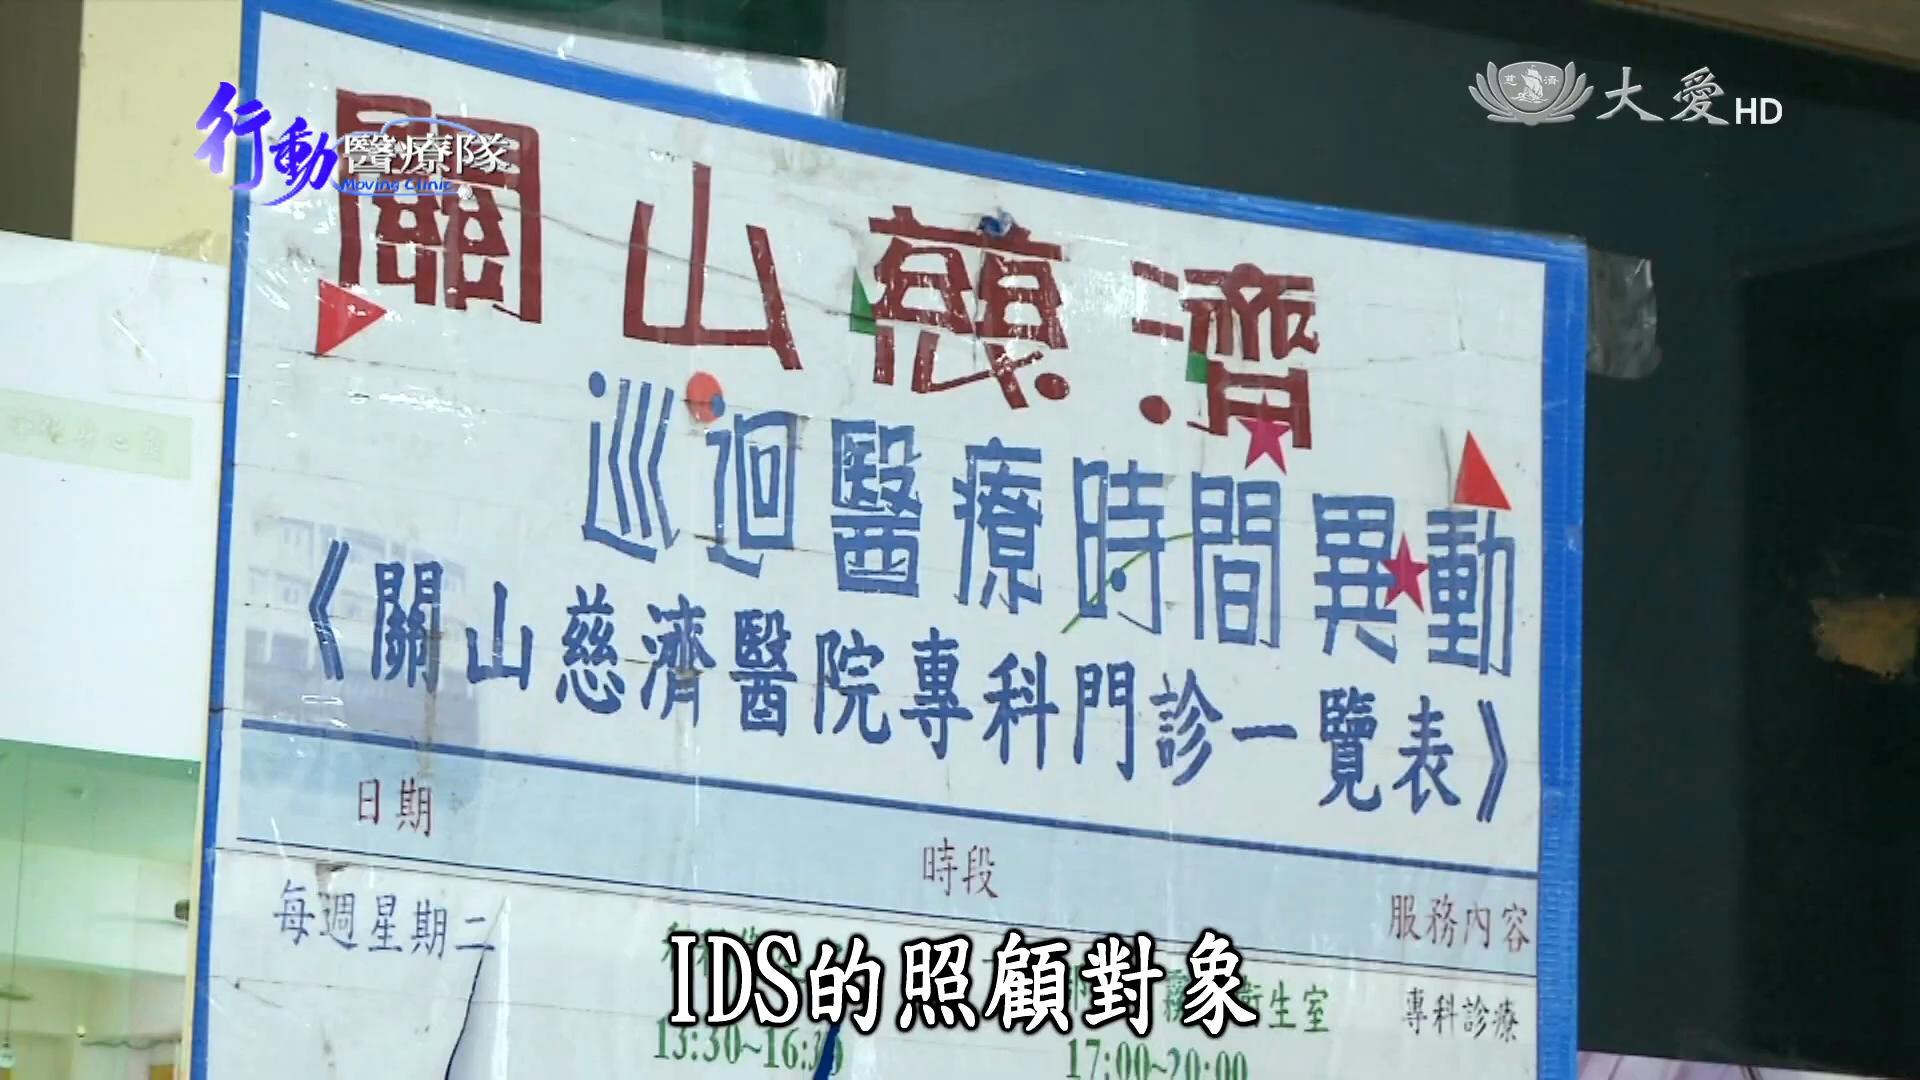 行動醫療隊
Moving Clinic
大愛HD
關山慈濟
巡迴醫療時間異動
《關山慈濟醫院專科門診一覽表》
日期
時段
服務內容
每週星期二
霧
衛生室
專科診療
13:30~16:30
17:00~20:00
IDS的照顧對象